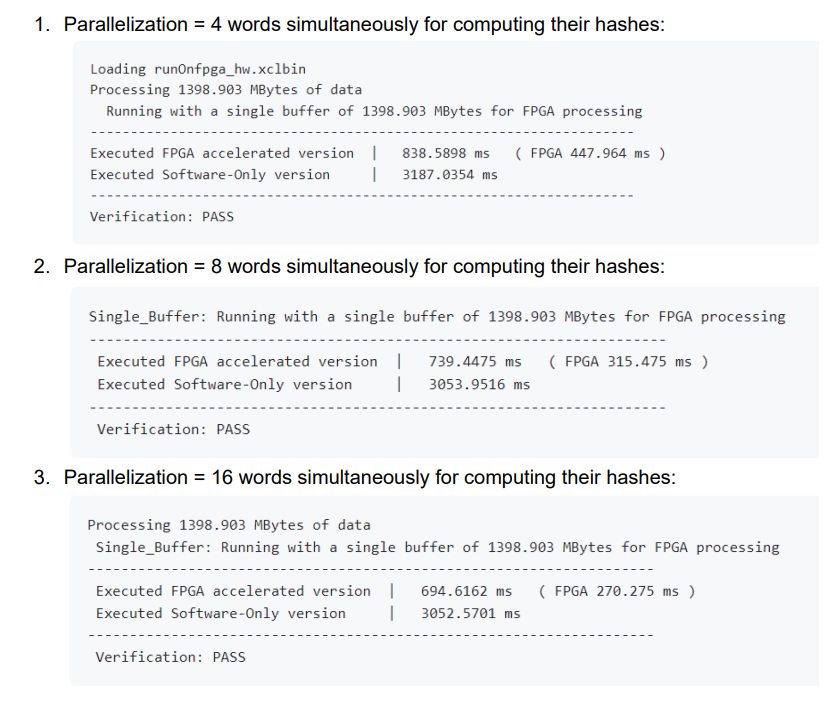 1. Parallelization = 4 words simultaneously for computing their hashes:
Loading runOnfpga_hw.xclbin
Processing 1398.903 MBytes of data
Running with a single buffer of 1398.903 MBytes for FPGA processing
--------------------------------------------------------------------
Executed FPGA accelerated version | 838.5898 ms ( FPGA 447.964 ms )
Executed Software-Only version | 3187.0354 ms
--------------------------------------------------------------------
Verification: PASS
2. Parallelization = 8 words simultaneously for computing their hashes:
Single_Buffer: Running with a single buffer of 1398.903 MBytes for FPGA processing
--------------------------------------------------------------------
Executed FPGA accelerated version | 739.4475 ms ( FPGA 315.475 ms )
Executed Software-Only version | 3053.9516 ms
--------------------------------------------------------------------
Verification: PASS
3. Parallelization = 16 words simultaneously for computing their hashes:
Processing 1398.903 MBytes of data
Single_Buffer: Running with a single buffer of 1398.903 MBytes for FPGA processing
--------------------------------------------------------------------
Executed FPGA accelerated version | 694.6162 ms ( FPGA 270.275 ms )
Executed Software-Only version | 3052.5701 ms
--------------------------------------------------------------------
Verification: PASS